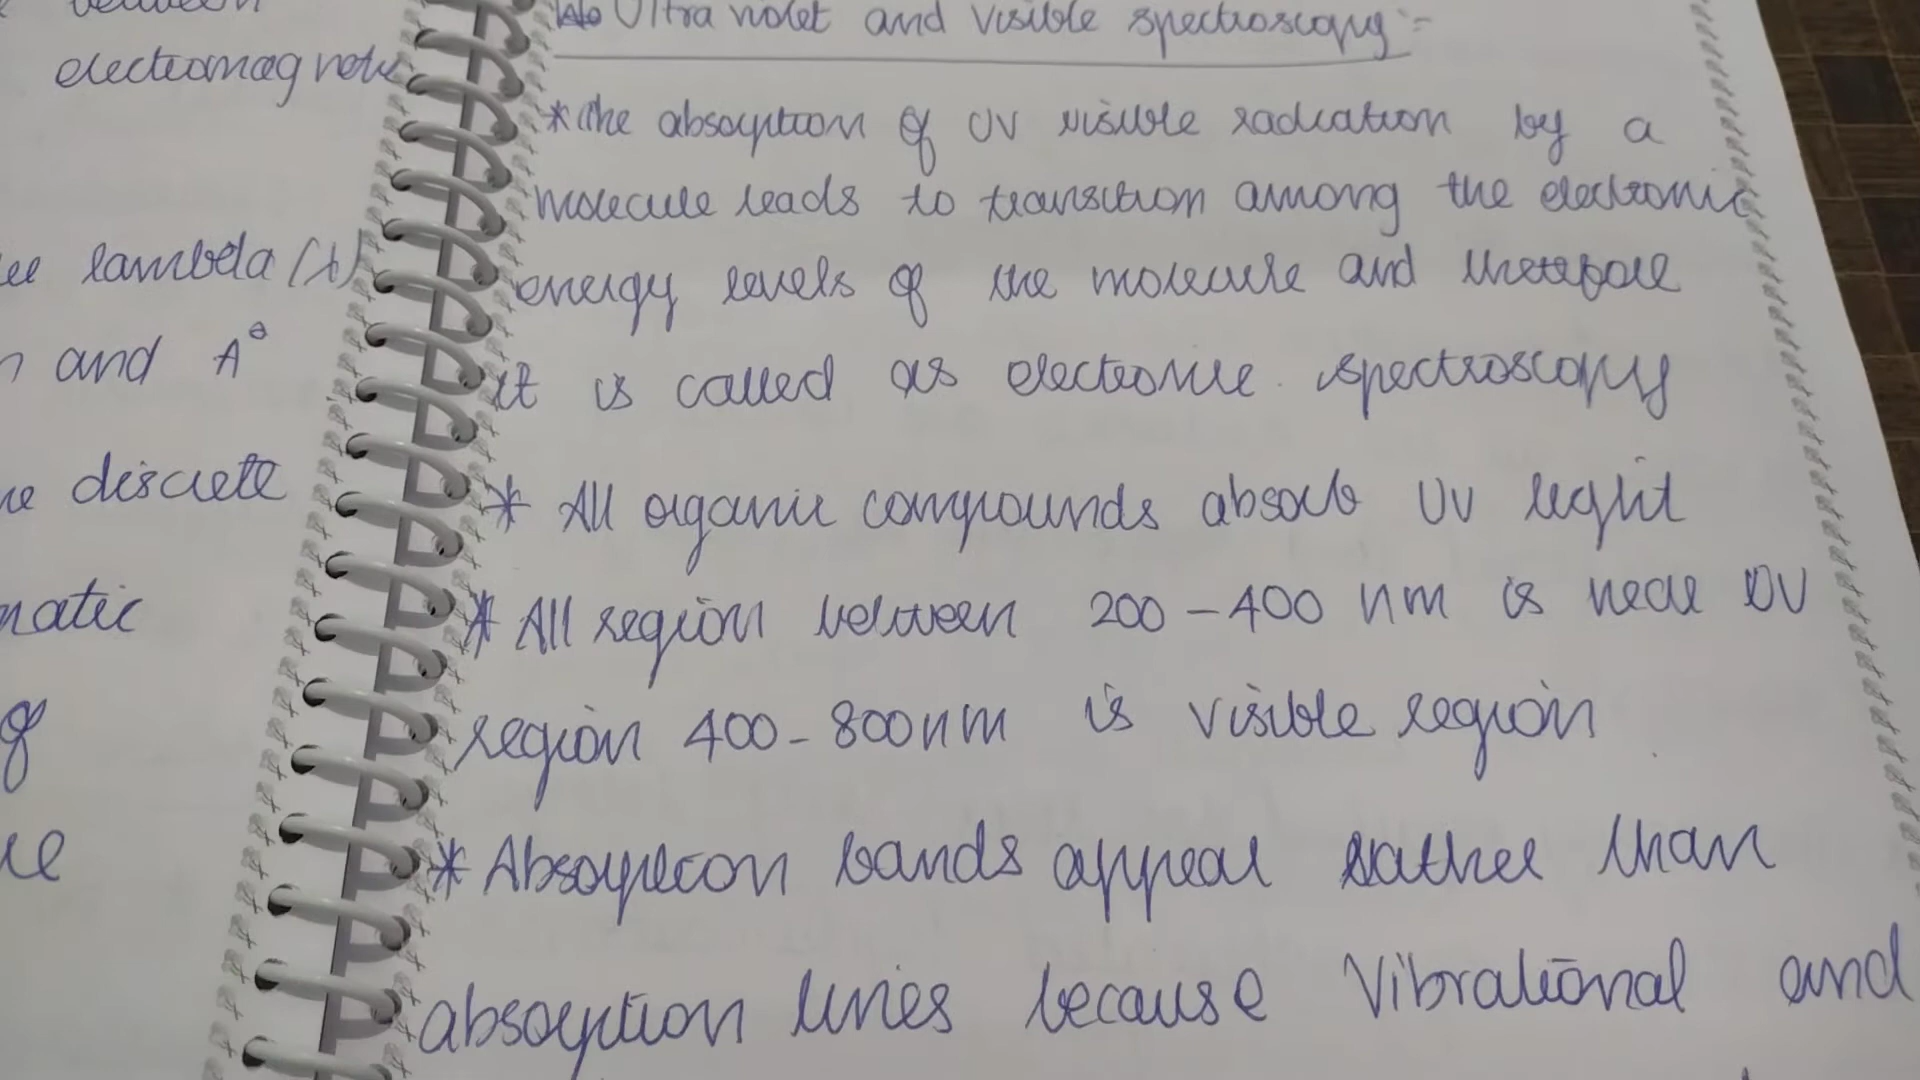 between
electromagnetic
lambda (λ)
and A°
discrete
matic
of
Ultra violet and visible spectroscopy :-
* The absorption of UV visible radiation by a
molecule leads to transition among the electronic
energy levels of the molecule and therefore
it is called as electronic spectroscopy
* All organic compounds absorb UV light
* All region between 200 - 400 nm is near UV
region 400 - 800 nm is visible region
* Absorption bands appear rather than
absorption lines because Vibrational and